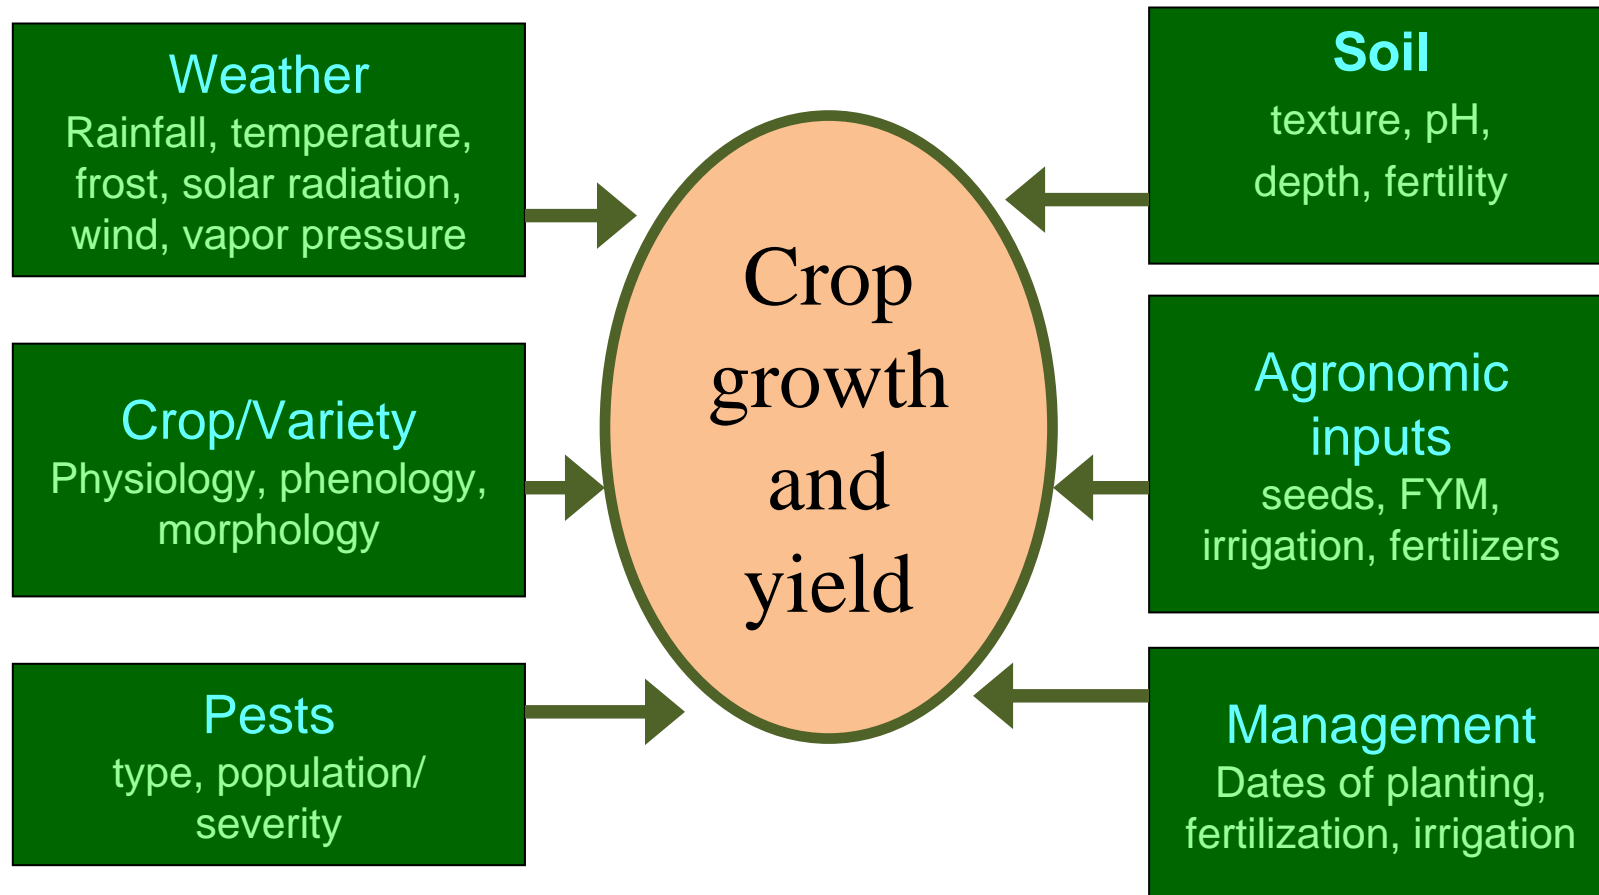 Weather
Rainfall, temperature,
frost, solar radiation,
wind, vapor pressure
Crop/Variety
Physiology, phenology,
morphology
Pests
type, population/
severity
Crop
growth
and
yield
Soil
texture, pH,
depth, fertility
Agronomic
inputs
seeds, FYM,
irrigation, fertilizers
Management
Dates of planting,
fertilization, irrigation